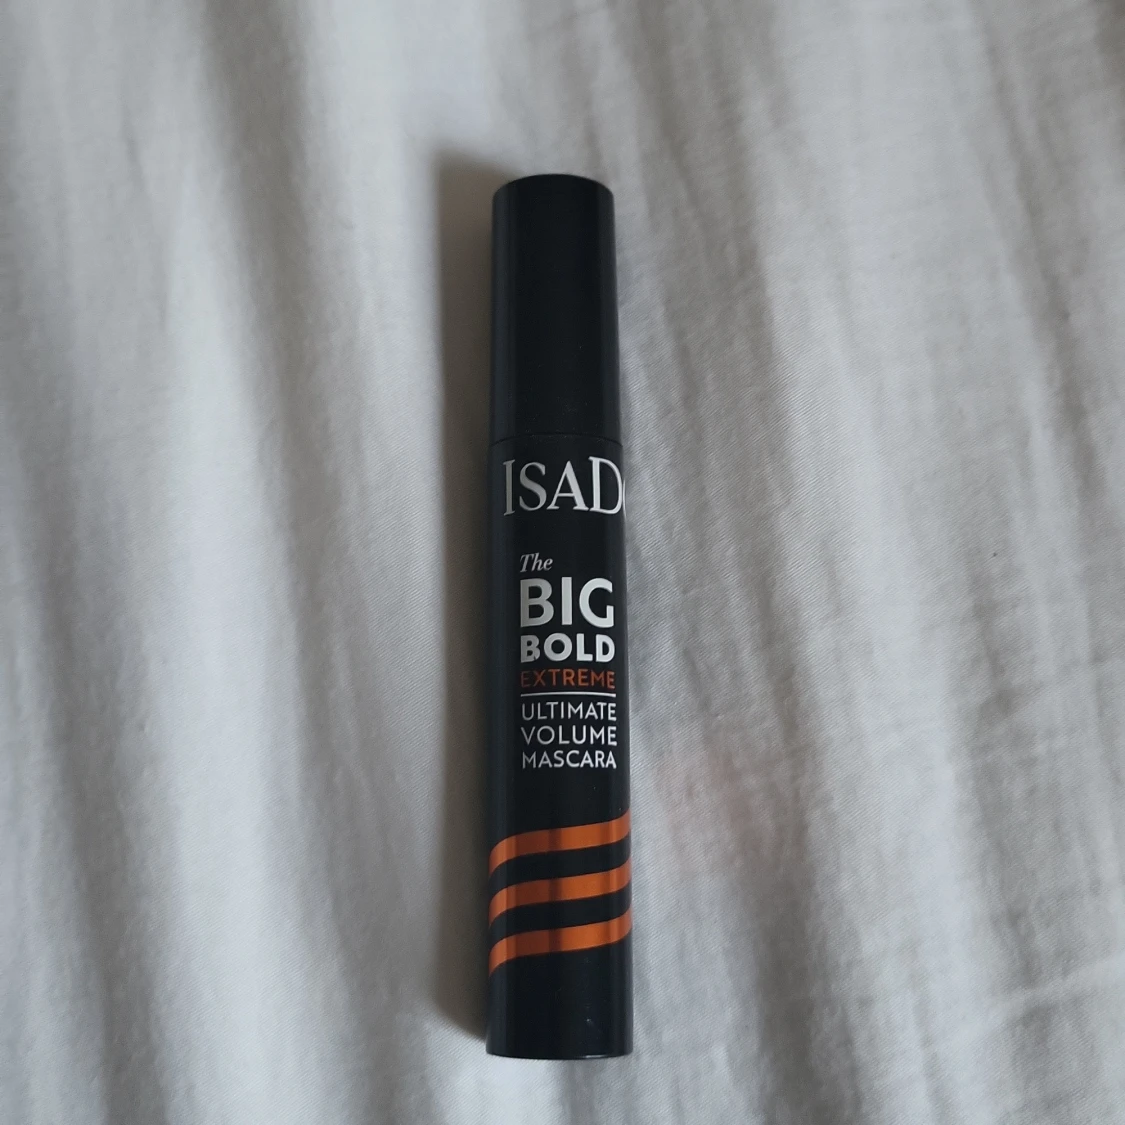 ISAD
The
BIG
BOLD
EXTREME
ULTIMATE
VOLUME
MASCARA